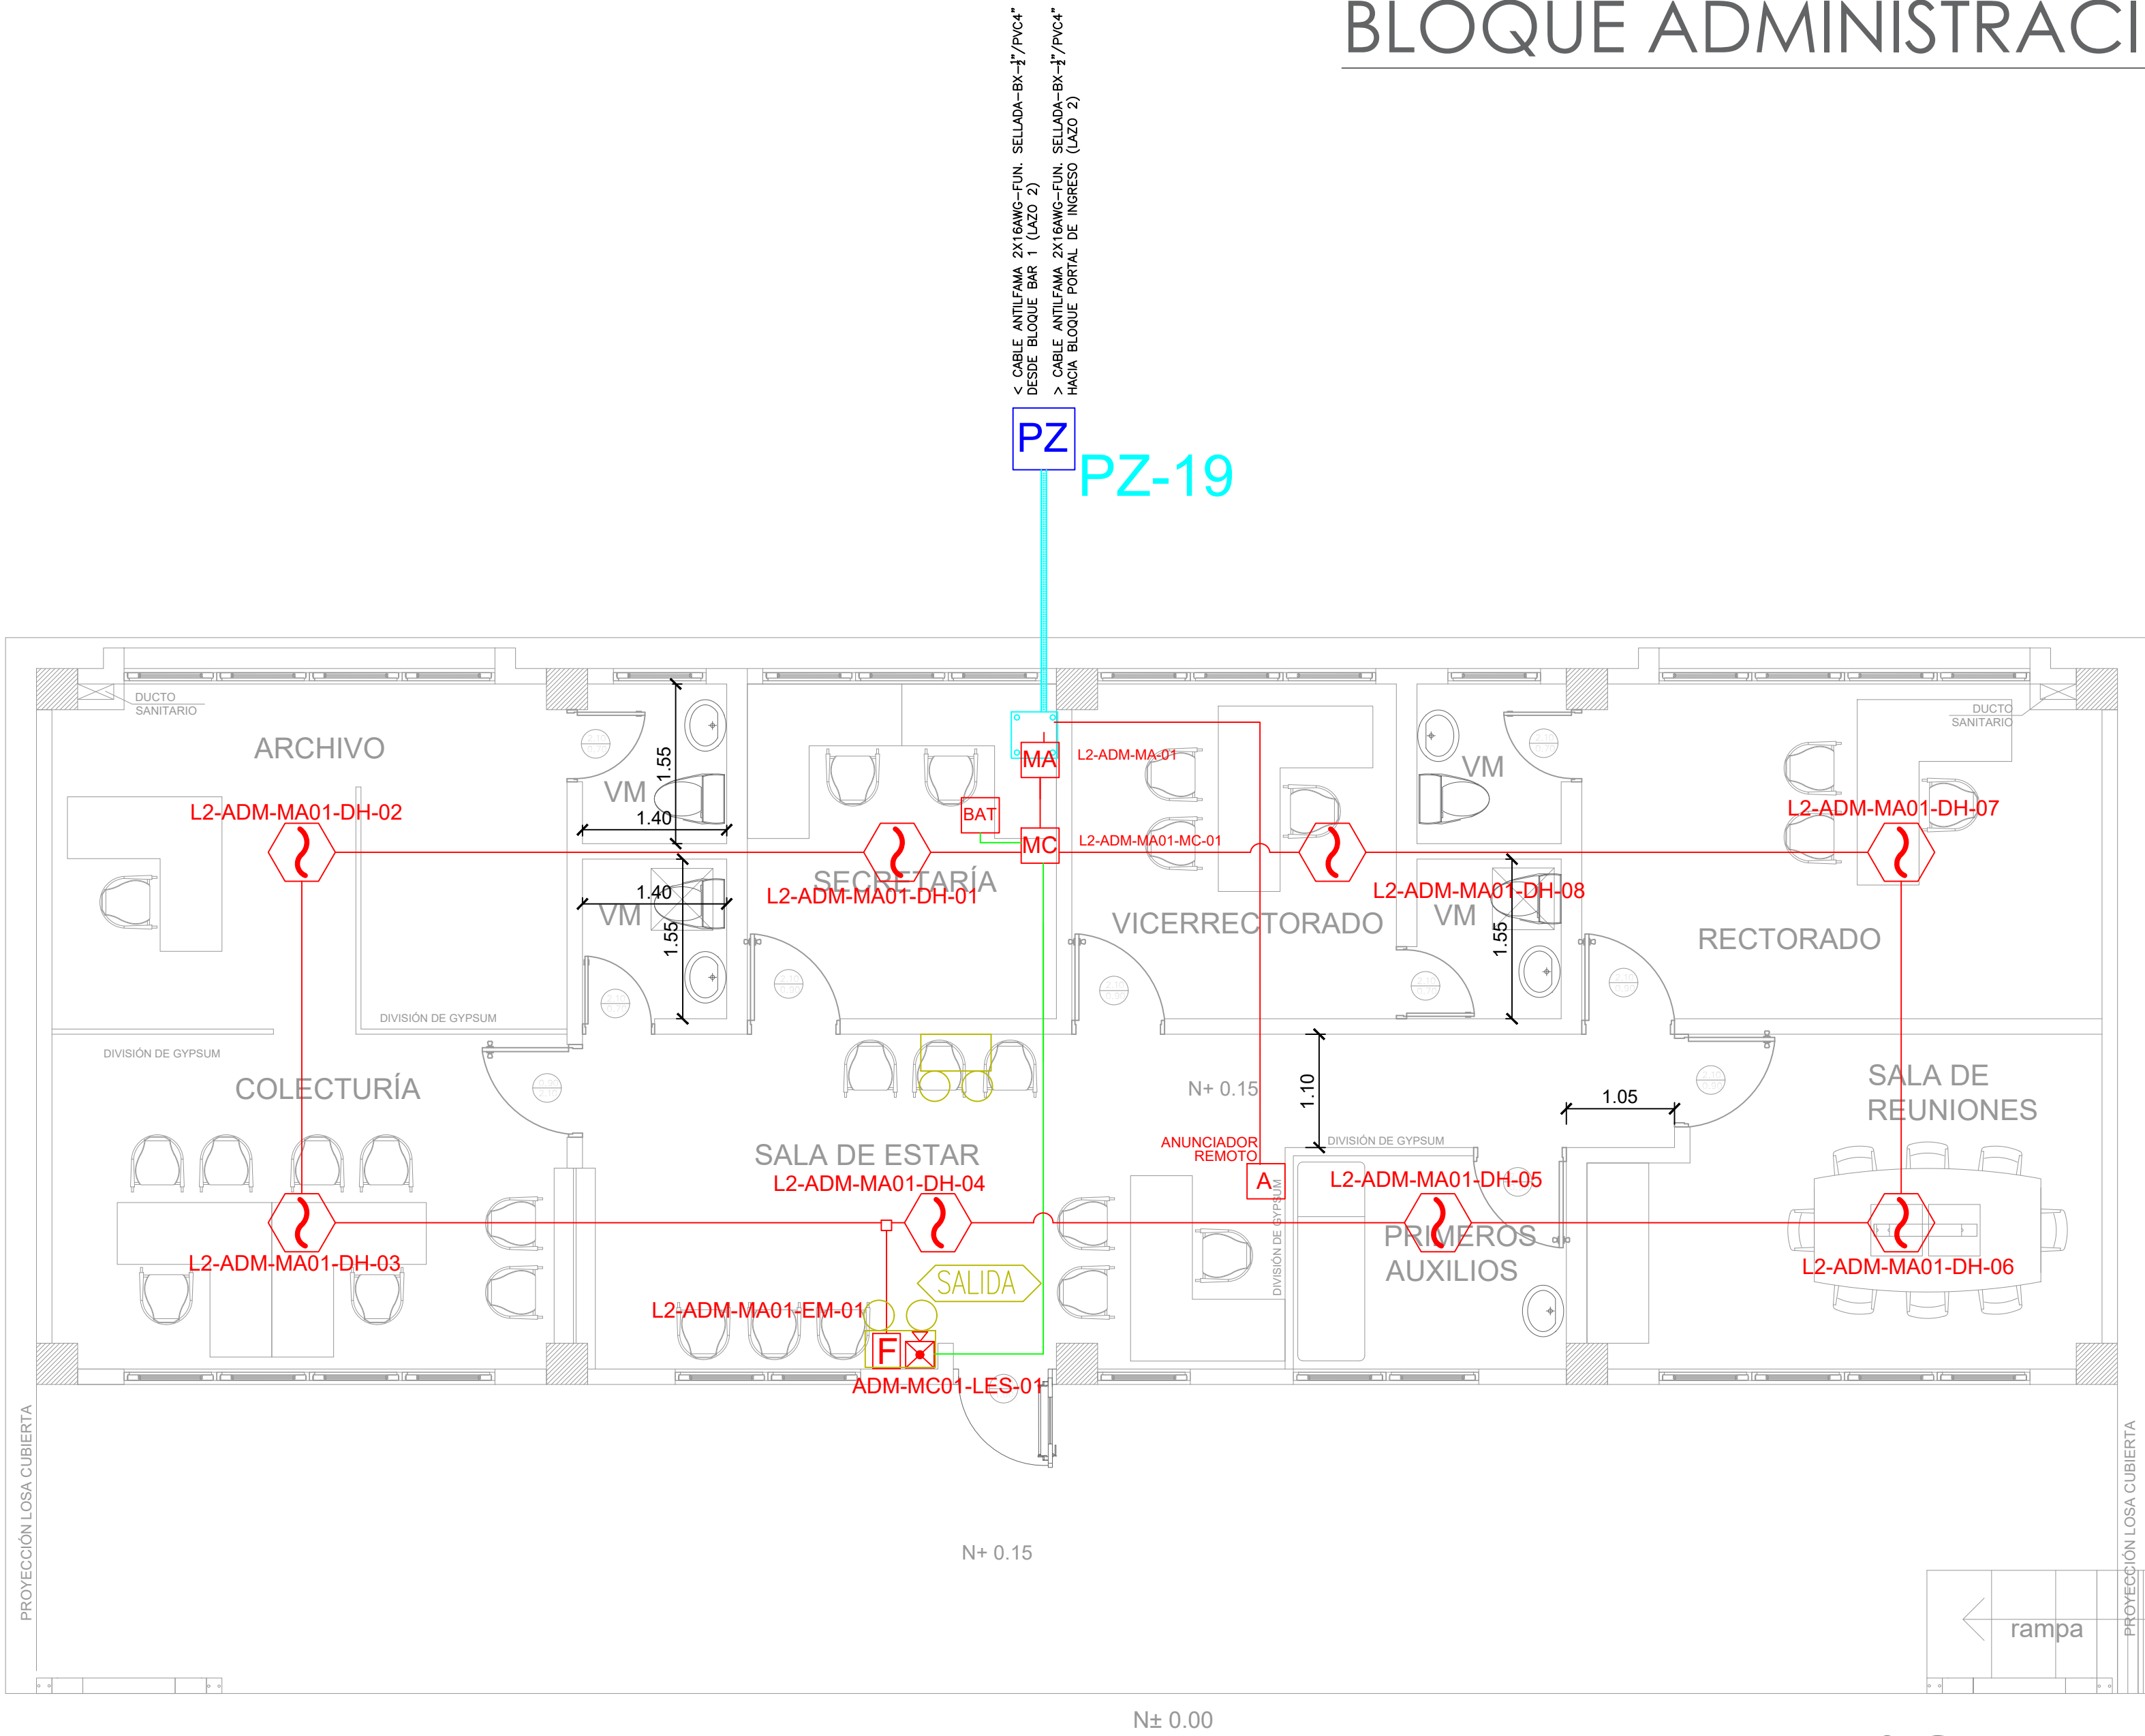 BLOQUE ADMINISTRACI
< CABLE ANTILFAMA 2X16AWG-FUN. SELLADA-BX-1/2"/PVC4"
DESDE BLOQUE BAR 1 (LAZO 2)
> CABLE ANTILFAMA 2X16AWG-FUN. SELLADA-BX-1/2"/PVC4"
HACIA BLOQUE PORTAL DE INGRESO (LAZO 2)
PZ
PZ-19
DUCTO
SANITARIO
DUCTO
SANITARIO
ARCHIVO
MA
L2-ADM-MA-01
1.55
VM
VM
L2-ADM-MA01-DH-02
1.40
BAT
L2-ADM-MA01-DH-07
MC
L2-ADM-MA01-MC-01
SECRETARÍA
L2-ADM-MA01-DH-01
1.40
VM
1.55
L2-ADM-MA01-DH-08
VICERRECTORADO
VM
1.55
RECTORADO
DIVISIÓN DE GYPSUM
DIVISIÓN DE GYPSUM
COLECTURÍA
N+ 0.15
1.10
1.05
SALA DE
REUNIONES
SALA DE ESTAR
ANUNCIADOR
REMOTO
A
DIVISIÓN DE GYPSUM
DIVISIÓN DE GYPSUM
L2-ADM-MA01-DH-04
L2-ADM-MA01-DH-05
PRIMEROS
AUXILIOS
L2-ADM-MA01-DH-03
L2-ADM-MA01-DH-06
SALIDA
L2-ADM-MA01-EM-01
F
ADM-MC01-LES-01
PROYECCIÓN LOSA CUBIERTA
PROYECCIÓN LOSA CUBIERTA
N+ 0.15
rampa
N± 0.00